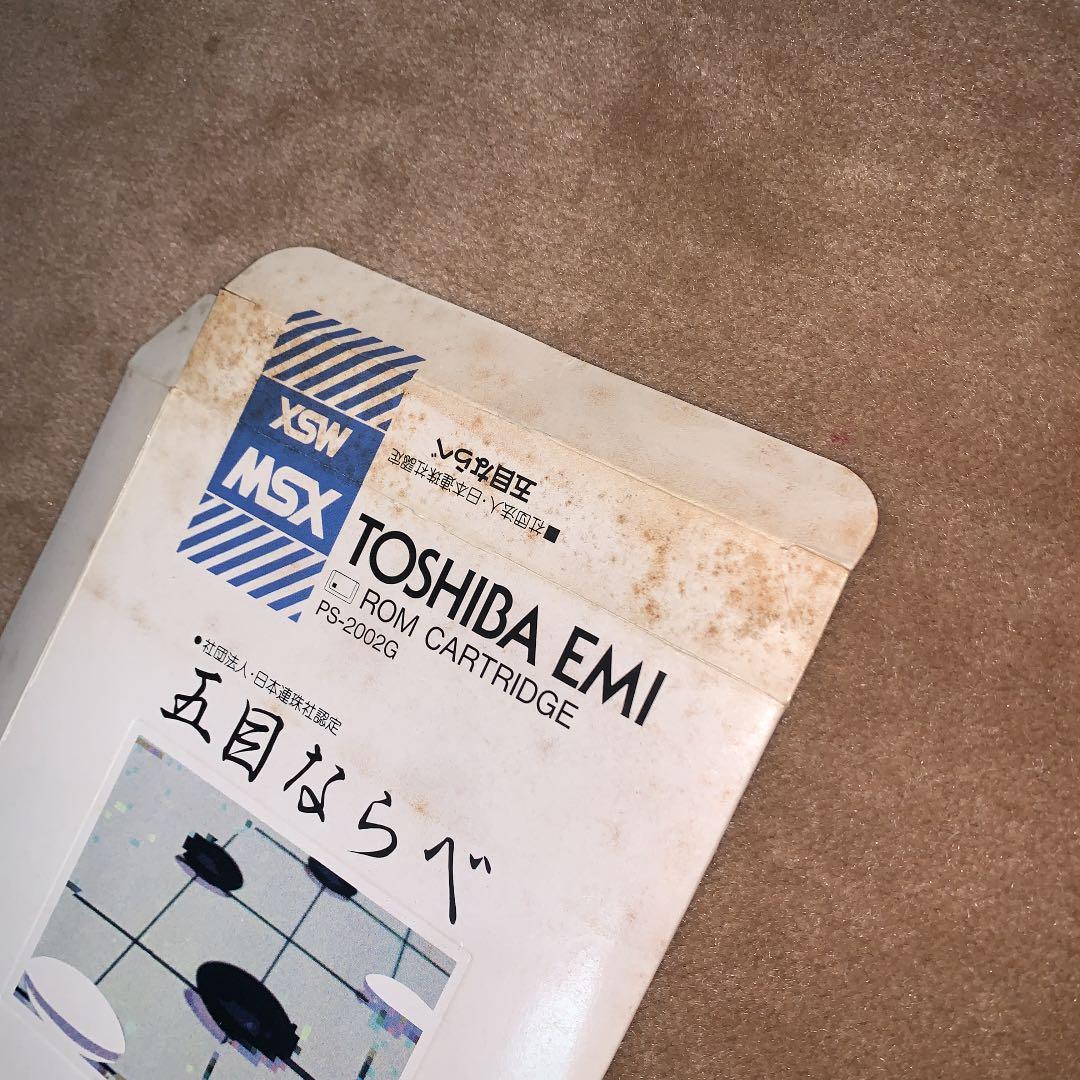 MSX
■社団法人・日本連珠社認定
五目ならべ
MSX
TOSHIBA EMI
ROM CARTRIDGE
PS-2002G
●社団法人・日本連珠社認定
五目ならべ